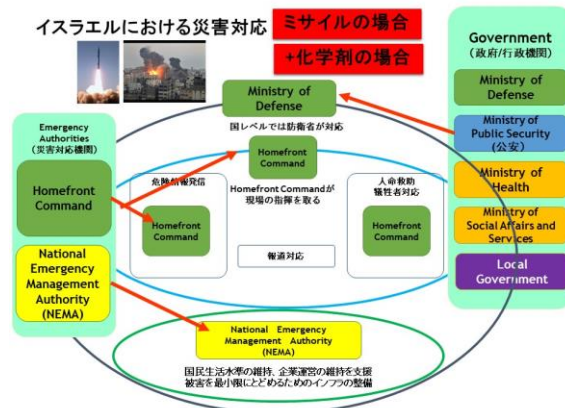 イスラエルにおける災害対応
ミサイルの場合
+化学剤の場合
Government
(政府/行政機関)
Ministry of
Defense
Ministry of
Public Security
(公安)
Ministry of
Health
Ministry of
Social Affairs and
Services
Local
Government
Emergency
Authorities
(災害対応機関)
Homefront
Command
National
Emergency
Management
Authority
(NEMA)
Ministry of
Defense
国レベルでは防衛省が対応
Homefront
Command
Homefront Commandが
現場の指揮を取る
危険情報発信
Homefront
Command
報道対応
人命救助
犠牲者対応
Homefront
Command
National Emergency
Management Authority
(NEMA)
国民生活水準の維持、企業運営の維持を支援
被害を最小限にとどめるためのインフラの整備